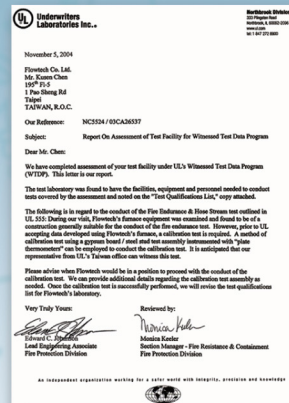 UL
Underwriters
Laboratories Inc.
Northbrook Division
333 Pfingsten Road
Northbrook, IL 60062-2096
www.ul.com
tel: 1 847 272 8800
November 5, 2004
Flowtech Co. Ltd.
Mr. Kusen Chen
195th Fl-5
1 Pao Sheng Rd
Taipei
TAIWAN, R.O.C.
Our Reference: NC5524 / 03CA26537
Subject: Report On Assessment of Test Facility for Witnessed Test Data Program
Dear Mr. Chen:
We have completed assessment of your test facility under UL's Witnessed Test Data Program
(WTDP). This letter is our report.
The test laboratory was found to have the facilities, equipment and personnel needed to conduct
tests covered by the assessment and noted on the "Test Qualifications List," copy attached.
The following is in regard to the conduct of the Fire Endurance & Hose Stream test outlined in
UL 555: During our visit, Flowtech's furnace equipment was examined and found to be of a
construction generally suitable for the conduct of fire endurance. However, prior to UL
accepting data developed using Flowtech's furnace, a calibration test is required. A method of
calibration test using a gypsum board / steel stud test assembly instrumented with "plate
thermometers" can be employed to conduct the calibration test. It is anticipated that our
representative from UL's Taiwan office can witness this test.
Please advise when Flowtech would be in a position to proceed with the conduct of the
calibration test. We can provide additional details regarding the calibration test assembly as
needed. Once the calibration test is successfully performed, we will revise the test qualifications
list for Flowtech's laboratory.
Very Truly Yours, Reviewed by:
Monica Keeler
Edward C. Monica Keeler
Lead Engineering Associate Section Manager - Fire Resistance & Containment
Fire Protection Division Fire Protection Division
An independent organization working for a safer world with integrity, precision and knowledge